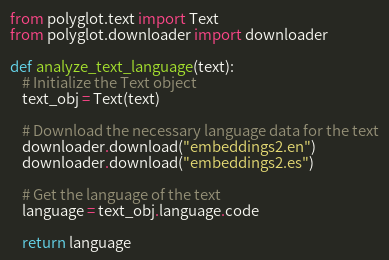 from polyglot.text import Text
from polyglot.downloader import downloader
def analyze_text_language(text):
# Initialize the Text object
text_obj = Text(text)
# Download the necessary language data for the text
downloader.download("embeddings2.en")
downloader.download("embeddings2.es")
# Get the language of the text
language = text_obj.language.code
return language